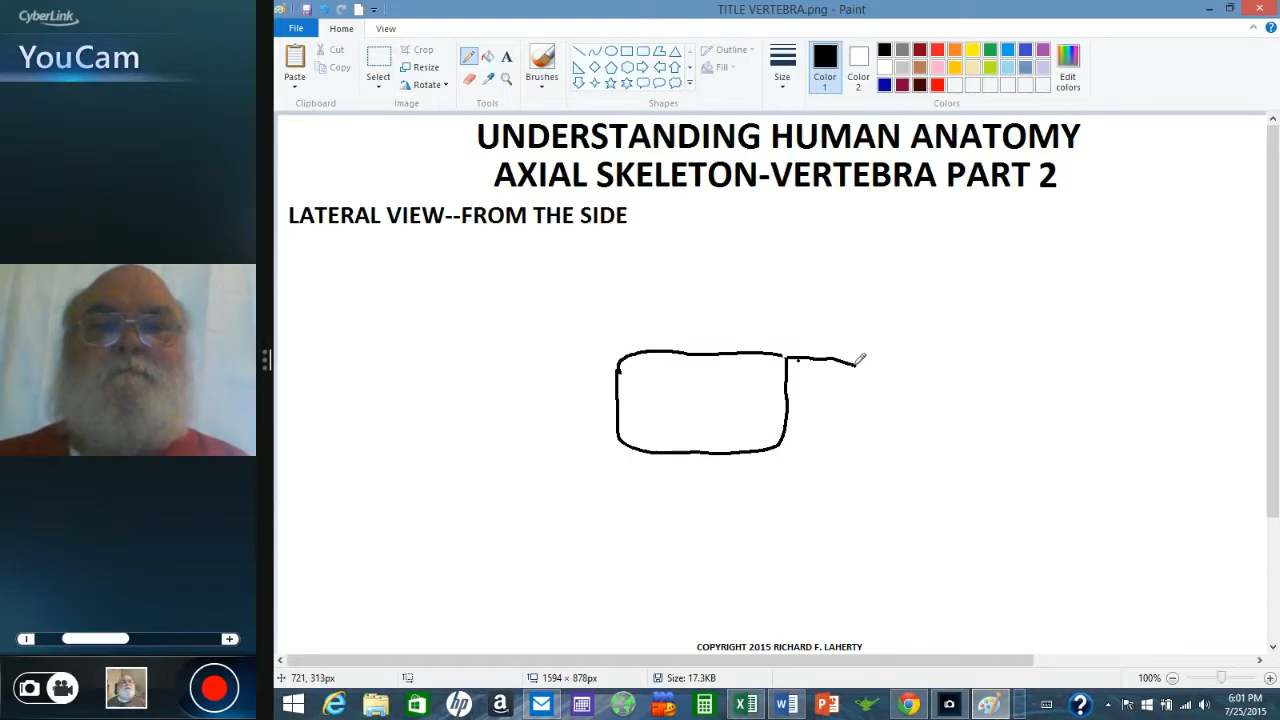 CyberLink
YouCam
TITLE VERTEBRA.png - Paint
File
Home
View
Paste
Cut
Copy
Clipboard
Select
Crop
Resize
Rotate
Image
A
Tools
Brushes
Shapes
Outline
Fill
Size
Color
1
Color
2
Colors
Edit
colors
UNDERSTANDING HUMAN ANATOMY
AXIAL SKELETON-VERTEBRA PART 2
LATERAL VIEW--FROM THE SIDE
COPYRIGHT 2015 RICHARD F. LAHERTY
721, 313px
1594 × 878px
Size: 17.3KB
100%
6:01 PM
7/25/2015